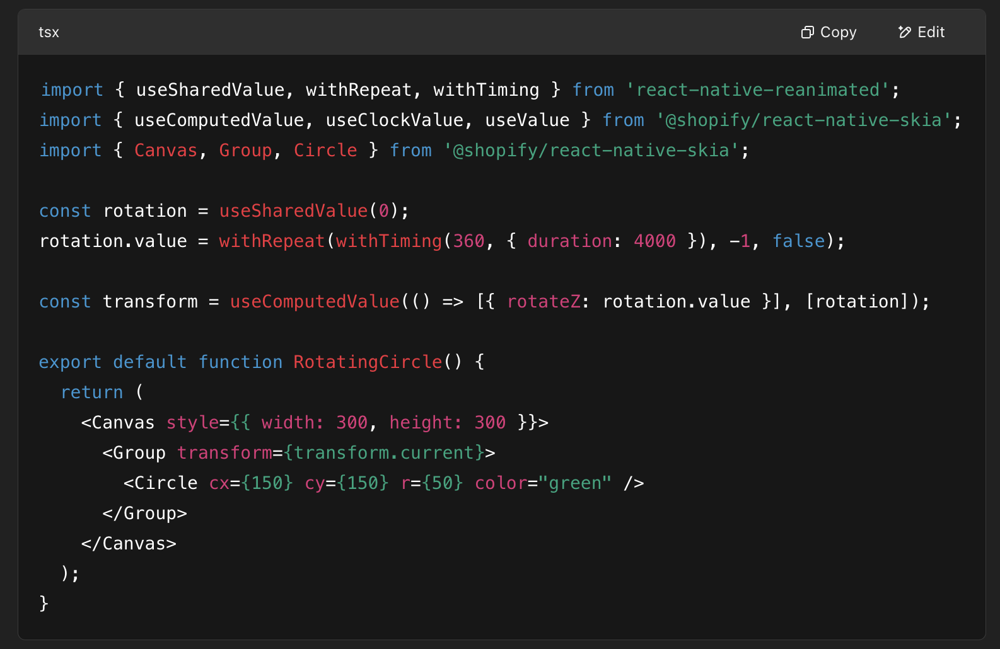 tsx
Copy
Edit
import { useSharedValue, withRepeat, withTiming } from 'react-native-reanimated';
import { useComputedValue, useClockValue, useValue } from '@shopify/react-native-skia';
import { Canvas, Group, Circle } from '@shopify/react-native-skia';

const rotation = useSharedValue(0);
rotation.value = withRepeat(withTiming(360, { duration: 4000 }), -1, false);

const transform = useComputedValue(() => [{ rotateZ: rotation.value }], [rotation]);

export default function RotatingCircle() {
  return (
    <Canvas style={{ width: 300, height: 300 }}>
      <Group transform={transform.current}>
        <Circle cx={150} cy={150} r={50} color="green" />
      </Group>
    </Canvas>
  );
}